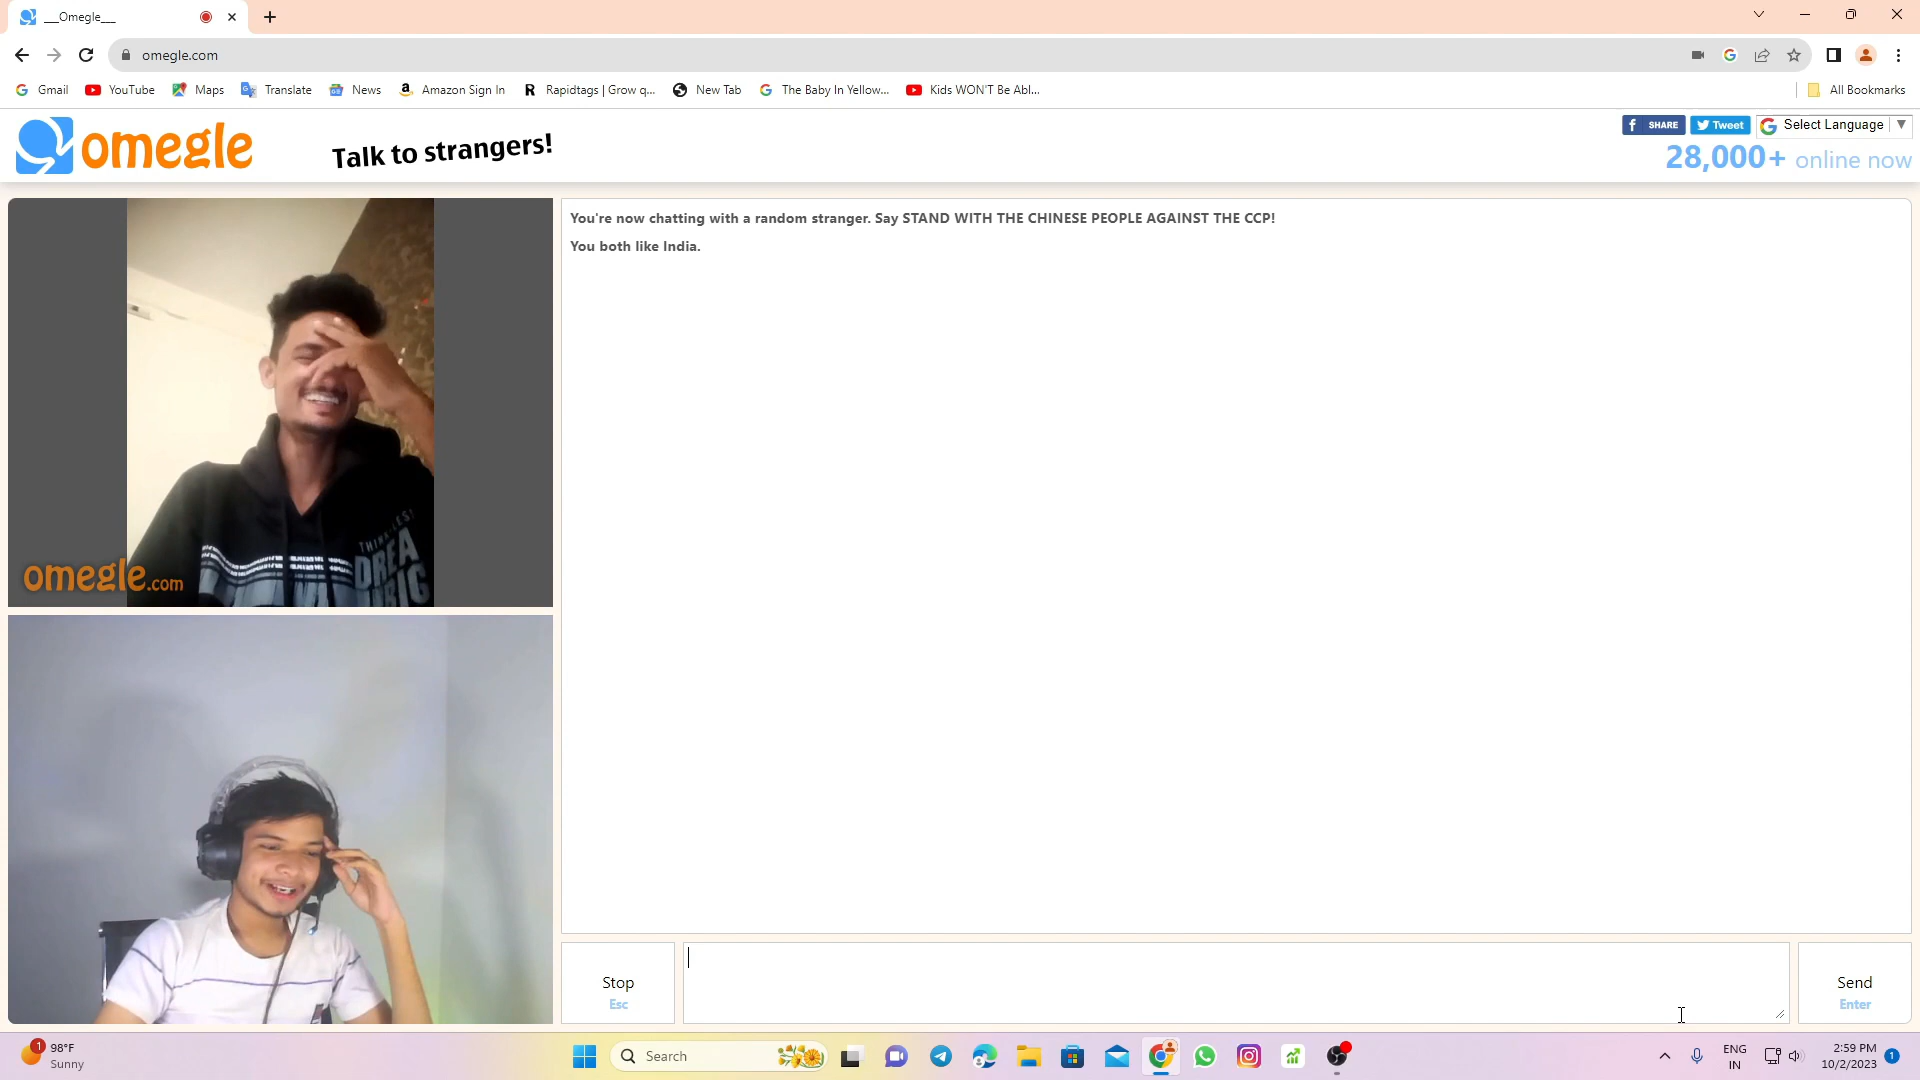 __Omegle__
omegle.com
Gmail
YouTube
Maps
Translate
News
Amazon Sign In
Rapidtags | Grow q...
New Tab
The Baby In Yellow...
Kids WON'T Be Abl...
All Bookmarks
omegle
Talk to strangers!
SHARE
Tweet
Select Language
28,000+ online now
You're now chatting with a random stranger. Say STAND WITH THE CHINESE PEOPLE AGAINST THE CCP!
You both like India.
omegle.com
Stop
Esc
Send
Enter
1
98°F
Sunny
Search
ENG
IN
2:59 PM
10/2/2023
1